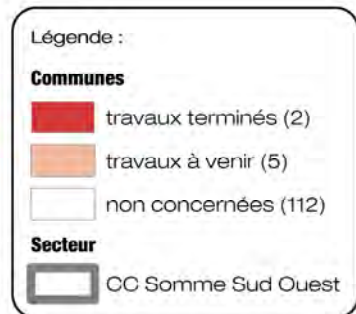 Légende :
Communes
travaux terminés (2)
travaux à venir (5)
non concernées (112)
Secteur
CC Somme Sud Ouest